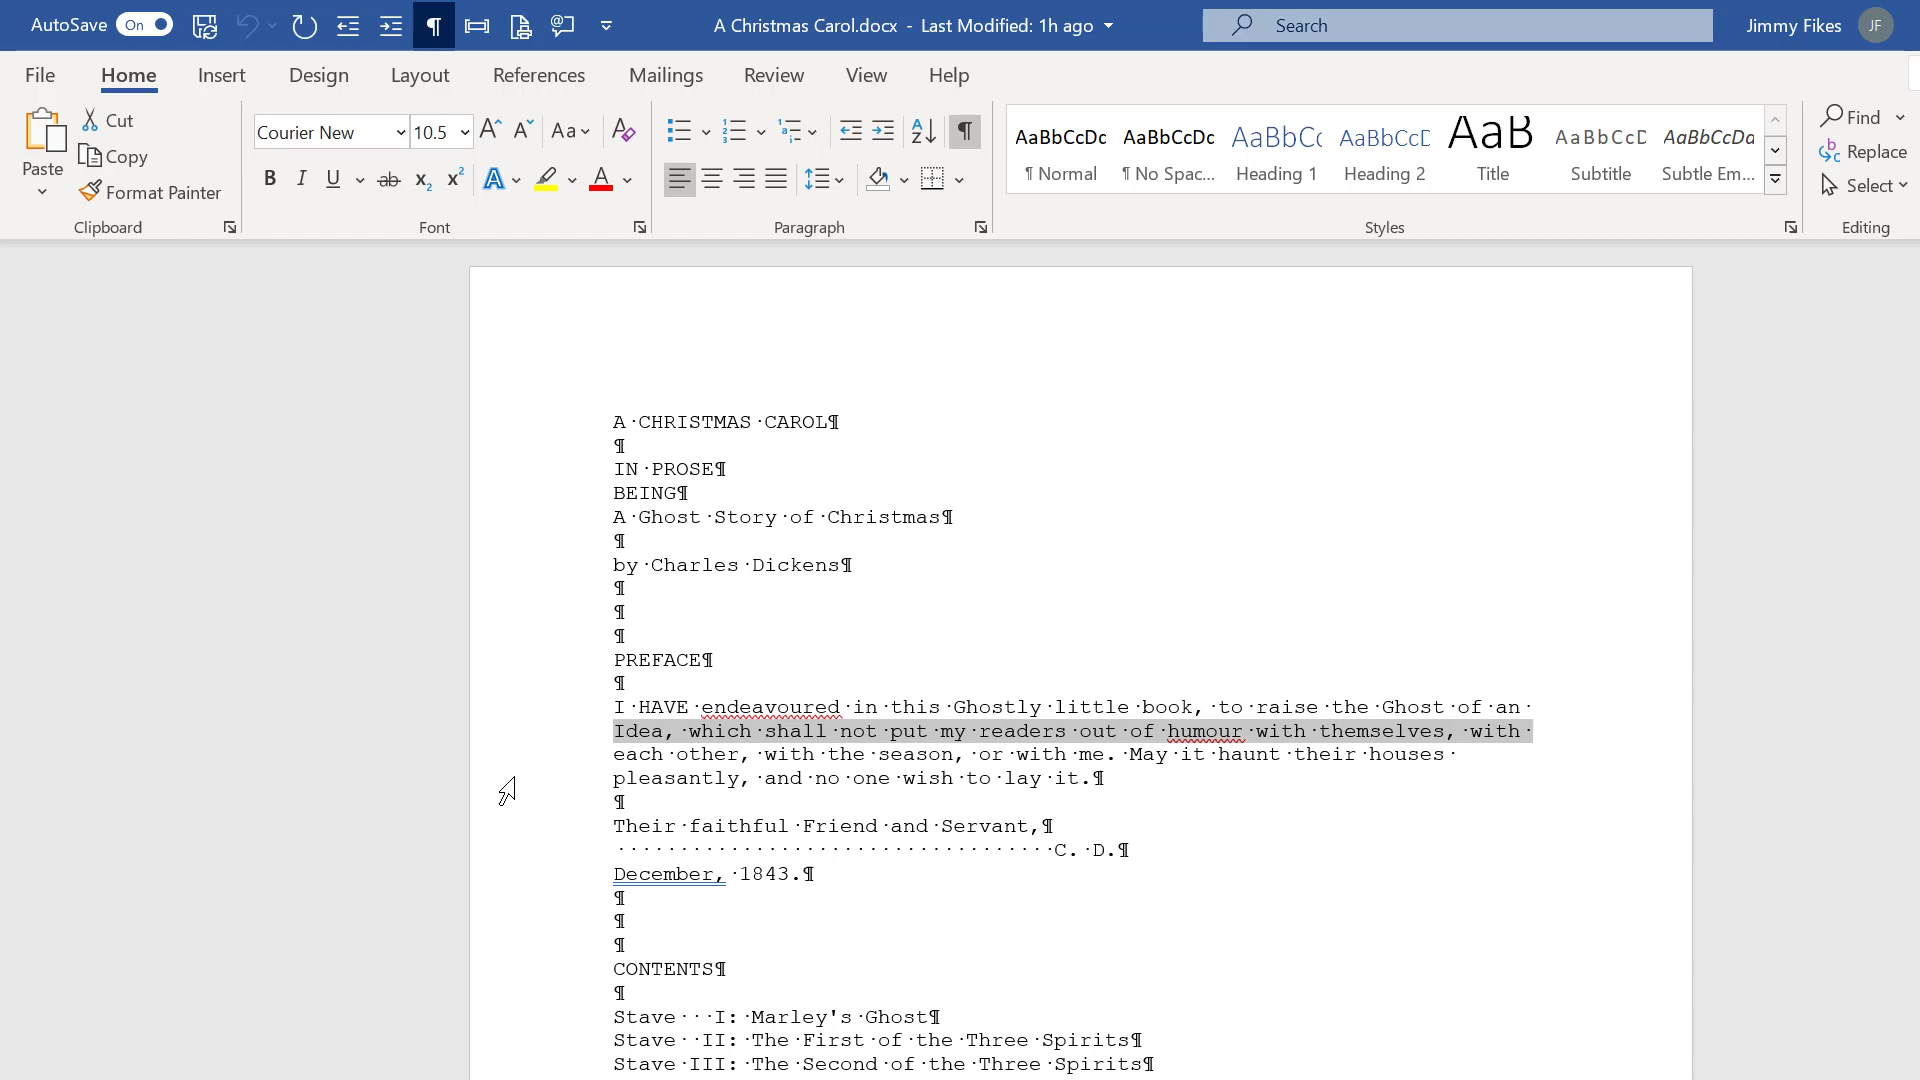 AutoSave On A Christmas Carol.docx - Last Modified: 1h ago Search Jimmy Fikes JF
File Home Insert Design Layout References Mailings Review View Help
Paste Cut Copy Format Painter
Clipboard
Courier New 10.5
Font
Paragraph
AaBbCcDc AaBbCcDc AaBbCc AaBbCcD AaB AaBbCcD AaBbCcDa
¶ Normal ¶ No Spac... Heading 1 Heading 2 Title Subtitle Subtle Em...
Styles
Find
Replace
Select
Editing
A·CHRISTMAS·CAROL¶
¶
IN·PROSE¶
BEING¶
A·Ghost·Story·of·Christmas¶
¶
by·Charles·Dickens¶
¶
¶
¶
PREFACE¶
¶
I·HAVE·endeavoured·in·this·Ghostly·little·book,·to·raise·the·Ghost·of·an·
Idea,·which·shall·not·put·my·readers·out·of·humour·with·themselves,·with·
each·other,·with·the·season,·or·with·me.·May·it·haunt·their·houses·
pleasantly,·and·no·one·wish·to·lay·it.¶
¶
Their·faithful·Friend·and·Servant,¶
···································C.·D.¶
December,·1843.¶
¶
¶
¶
CONTENTS¶
¶
Stave···I:·Marley's·Ghost¶
Stave··II:·The·First·of·the·Three·Spirits¶
Stave·III:·The·Second·of·the·Three·Spirits¶